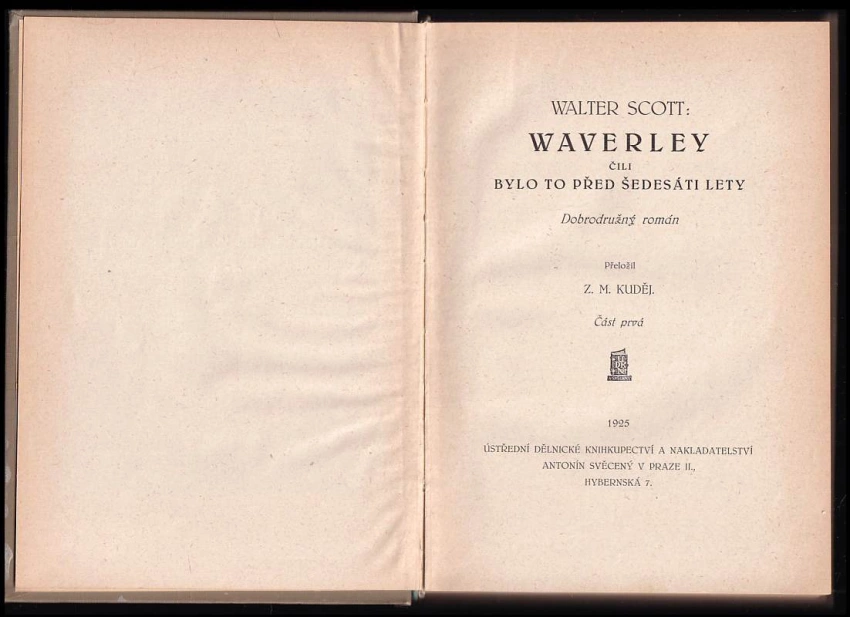 WALTER SCOTT:
WAVERLEY
ČILI
BYLO TO PŘED ŠEDESÁTI LETY
Dobrodružný román
Přeložil
Z. M. KUDĚJ.
Část prvá
1925
ÚSTŘEDNÍ DĚLNICKÉ KNIHKUPECTVÍ A NAKLADATELSTVÍ
ANTONÍN SVĚCENÝ V PRAZE II.,
HYBERNSKÁ 7.